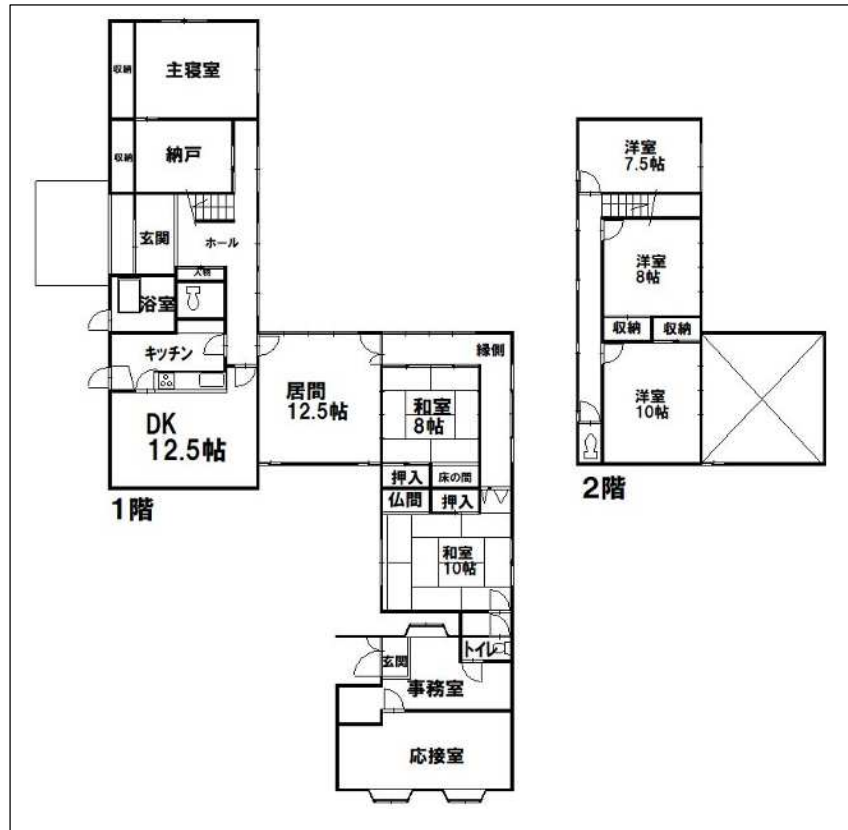 収納
主寝室
収納
納戸
玄関
ホール
浴室
キッチン
DK
12.5帖
居間
12.5帖
縁側
和室
8帖
押入
床の間
仏間
押入
和室
10帖
トイレ
玄関
事務室
応接室
1階
洋室
7.5帖
洋室
8帖
収納
収納
洋室
10帖
2階